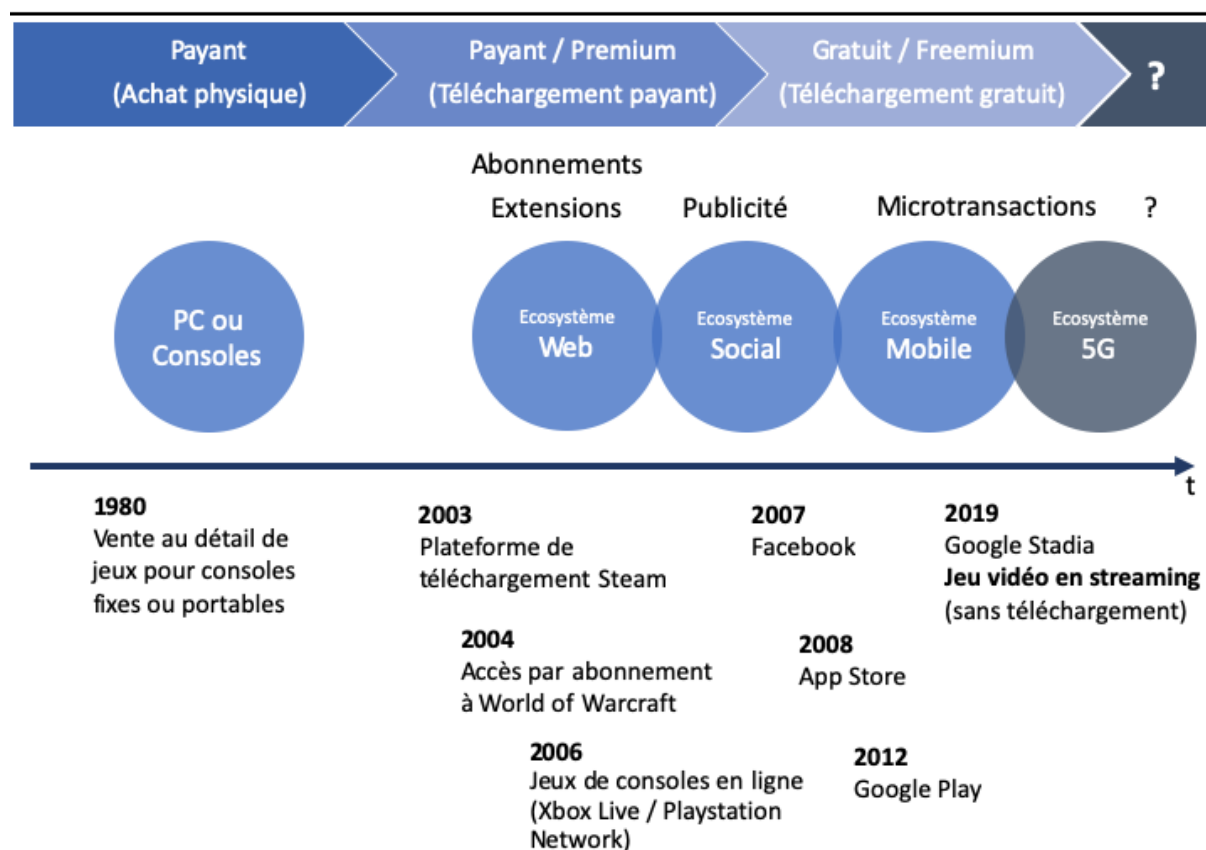 Payant
(Achat physique)
Payant / Premium
(Téléchargement payant)
Gratuit / Freemium
(Téléchargement gratuit)
?
Abonnements
Extensions
Publicité
Microtransactions
?
PC ou
Consoles
Ecosystème
Web
Ecosystème
Social
Ecosystème
Mobile
Ecosystème
5G
t
1980
Vente au détail de
jeux pour consoles
fixes ou portables
2003
Plateforme de
téléchargement Steam
2007
Facebook
2019
Google Stadia
Jeu vidéo en streaming
(sans téléchargement)
2004
Accès par abonnement
à World of Warcraft
2008
App Store
2006
Jeux de consoles en ligne
(Xbox Live / Playstation
Network)
2012
Google Play